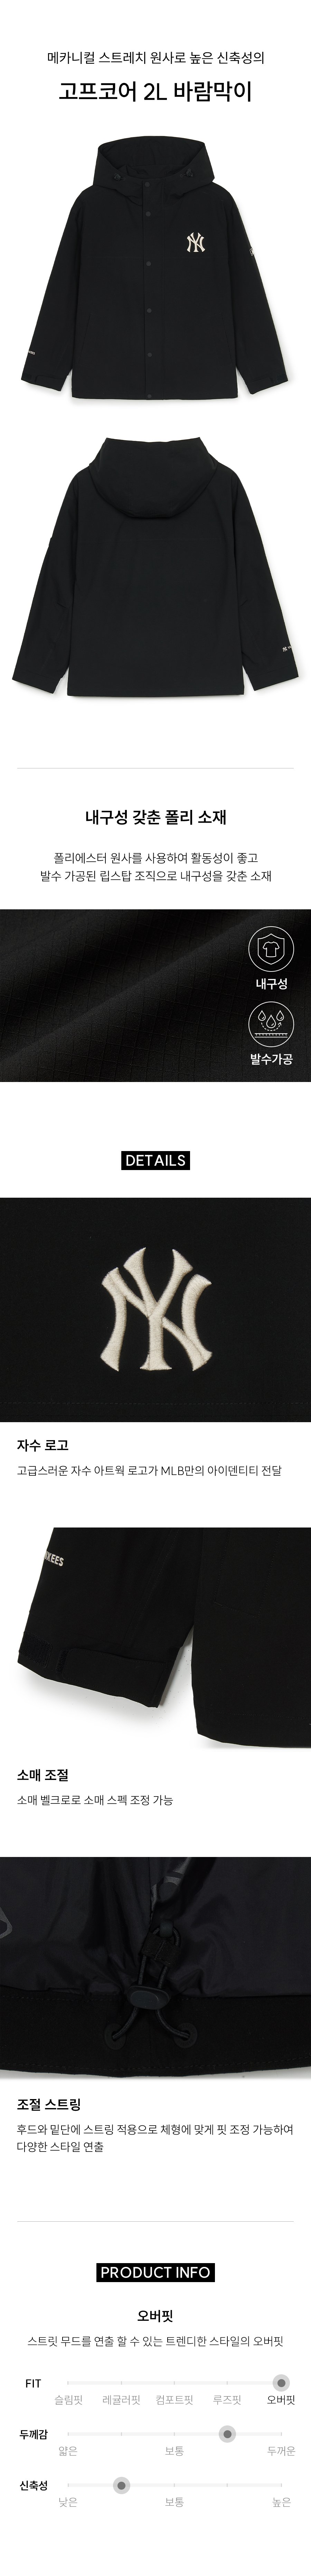 메카니컬 스트레치 원사로 높은 신축성의
고프코어 2L 바람막이
NY
내구성 갖춘 폴리 소재
폴리에스터 원사를 사용하여 활동성이 좋고
발수 가공된 립스탑 조직으로 내구성을 갖춘 소재
내구성
발수가공
DETAILS
NY
자수 로고
고급스러운 자수 아트웍 로고가 MLB만의 아이덴티티 전달
KEES
소매 조절
소매 벨크로로 소매 스펙 조정 가능
조절 스트링
후드와 밑단에 스트링 적용으로 체형에 맞게 핏 조정 가능하여
다양한 스타일 연출
PRODUCT INFO
오버핏
스트릿 무드를 연출 할 수 있는 트렌디한 스타일의 오버핏
FIT
슬림핏 레귤러핏 컴포트핏 루즈핏 오버핏
두께감
얇은 보통 두꺼운
신축성
낮은 보통 높은